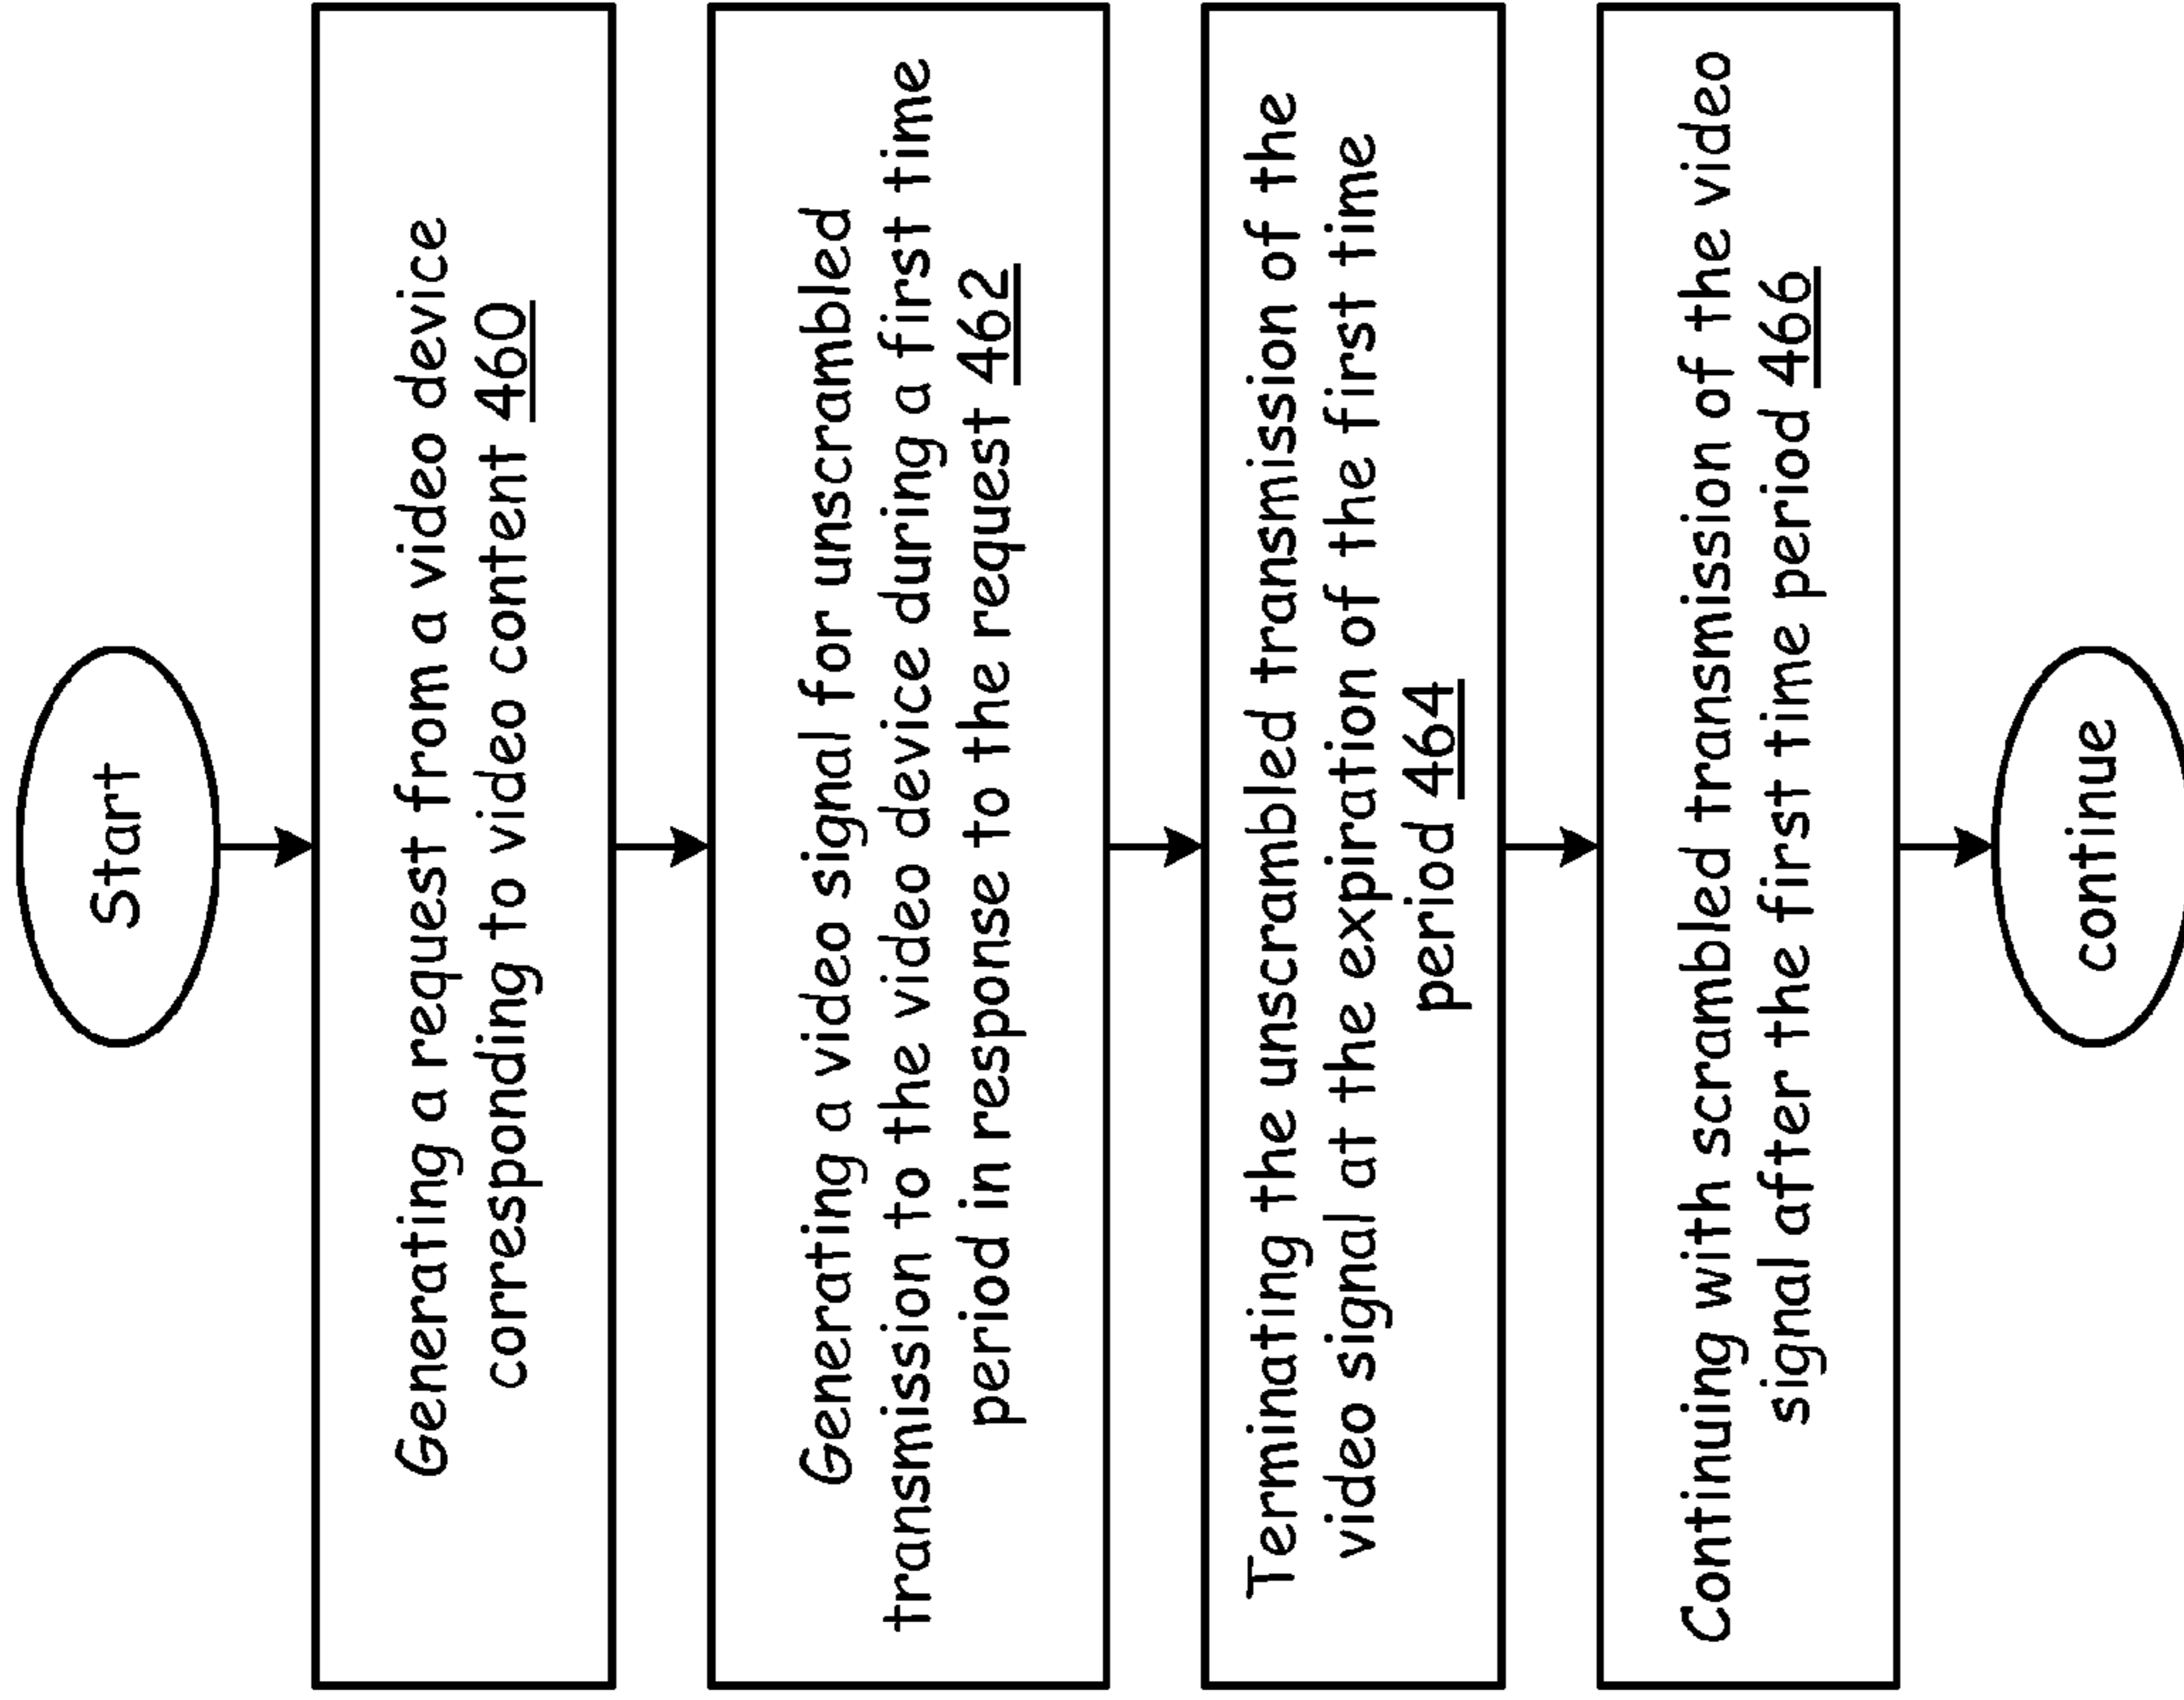 Start
Generating a request from a video device
corresponding to video content 460
Generating a video signal for unscrambled
transmission to the video device during a first time
period in response to the request 462
Terminating the unscrambled transmission of the
video signal at the expiration of the first time
period 464
Continuing with scrambled transmission of the video
signal after the first time period 466
continue